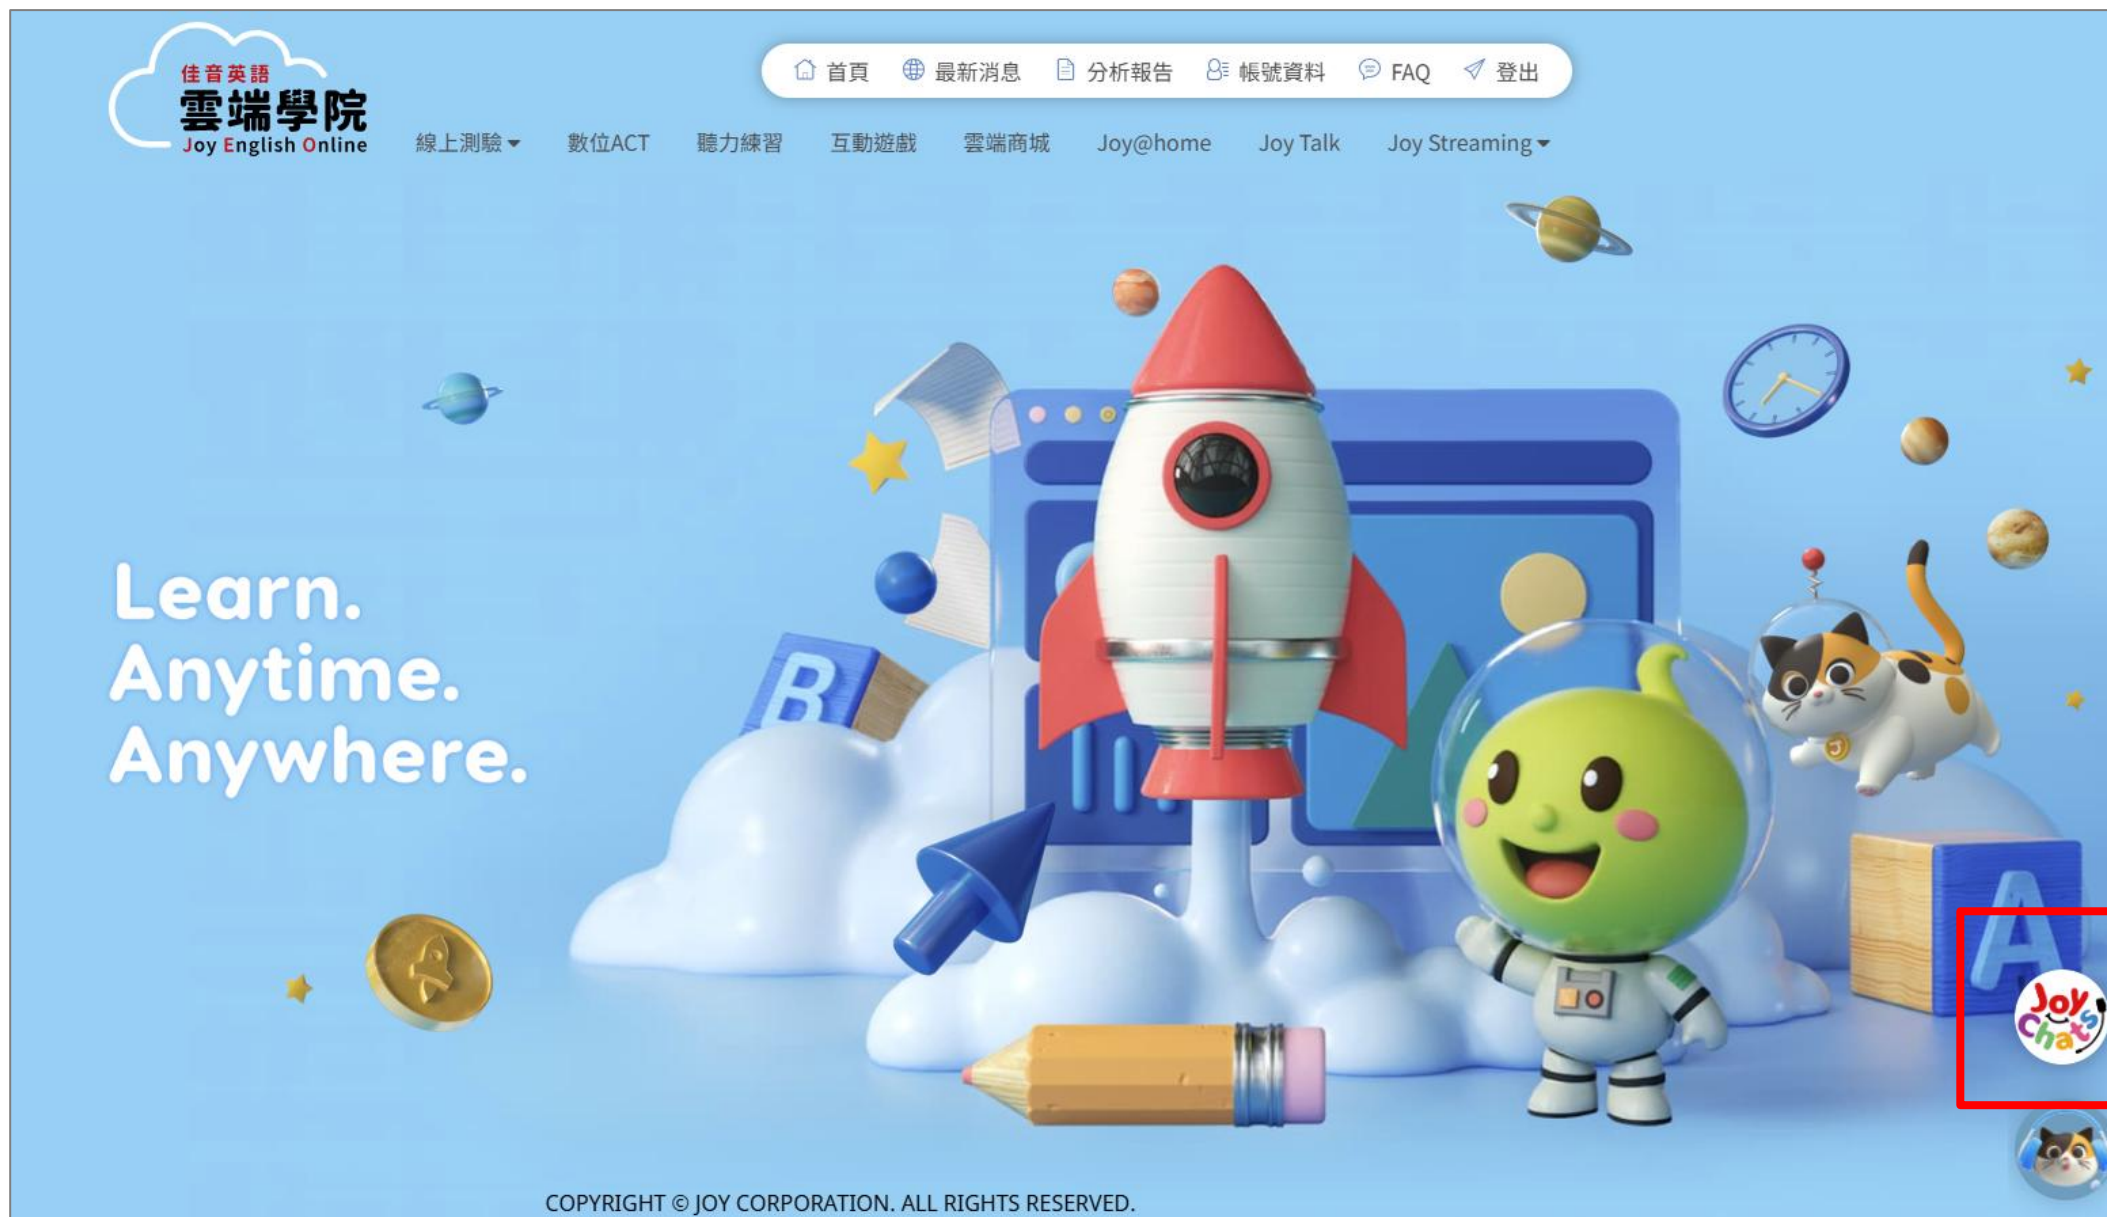 佳音英語
雲端學院
Joy English Online
首頁 最新消息 分析報告 帳號資料 FAQ 登出
線上測驗 數位ACT 聽力練習 互動遊戲 雲端商城 Joy@home Joy Talk Joy Streaming
Learn.
Anytime.
Anywhere.
B
A
Joy
Chats
COPYRIGHT © JOY CORPORATION. ALL RIGHTS RESERVED.